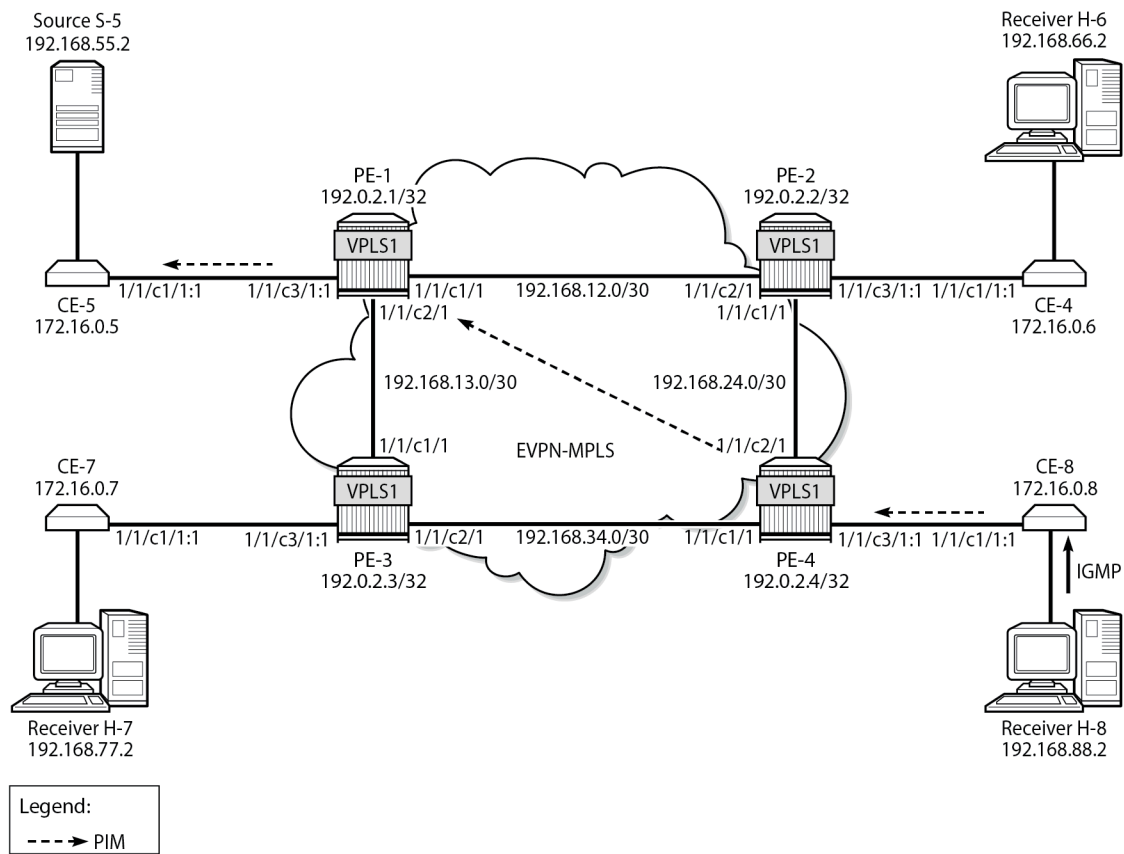 Source S-5
192.168.55.2
Receiver H-6
192.168.66.2
PE-1
192.0.2.1/32
PE-2
192.0.2.2/32
VPLS1
VPLS1
CE-5
172.16.0.5
1/1/c1/1:1
1/1/c3/1:1
1/1/c1/1
192.168.12.0/30
1/1/c2/1
1/1/c3/1:1
1/1/c1/1:1
CE-4
172.16.0.6
1/1/c2/1
1/1/c1/1
192.168.13.0/30
192.168.24.0/30
1/1/c1/1
EVPN-MPLS
1/1/c2/1
CE-7
172.16.0.7
CE-8
172.16.0.8
VPLS1
VPLS1
1/1/c1/1:1
1/1/c3/1:1
1/1/c2/1
192.168.34.0/30
1/1/c1/1
1/1/c3/1:1
1/1/c1/1:1
PE-3
192.0.2.3/32
PE-4
192.0.2.4/32
IGMP
Receiver H-7
192.168.77.2
Receiver H-8
192.168.88.2
Legend:
PIM